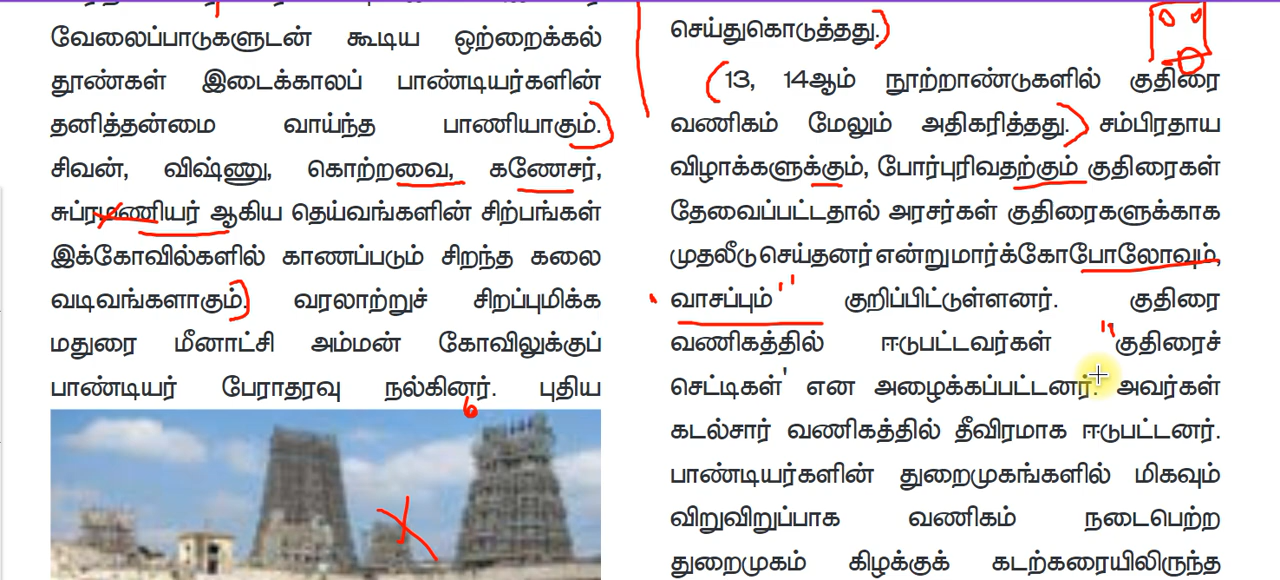 வேலைப்பாடுகளுடன் கூடிய ஒற்றைக்கல்
தூண்கள் இடைக்காலப் பாண்டியர்களின்
தனித்தன்மை வாய்ந்த பாணியாகும்.
சிவன், விஷ்ணு, கொற்றவை, கணேசர்,
சுப்ரமணியர் ஆகிய தெய்வங்களின் சிற்பங்கள்
இக்கோவில்களில் காணப்படும் சிறந்த கலை
வடிவங்களாகும். வரலாற்றுச் சிறப்புமிக்க
மதுரை மீனாட்சி அம்மன் கோவிலுக்குப்
பாண்டியர் பேராதரவு நல்கினர். புதிய
செய்துகொடுத்தது.
13, 14ஆம் நூற்றாண்டுகளில் குதிரை
வணிகம் மேலும் அதிகரித்தது. சம்பிரதாய
விழாக்களுக்கும், போர்புரிவதற்கும் குதிரைகள்
தேவைப்பட்டதால் அரசர்கள் குதிரைகளுக்காக
முதலீடு செய்தனர் என்று மார்க்கோபோலோவும்,
வாசப்பும் குறிப்பிட்டுள்ளனர். குதிரை
வணிகத்தில் ஈடுபட்டவர்கள் 'குதிரைச்
செட்டிகள்' என அழைக்கப்பட்டனர். அவர்கள்
கடல்சார் வணிகத்தில் தீவிரமாக ஈடுபட்டனர்.
பாண்டியர்களின் துறைமுகங்களில் மிகவும்
விறுவிறுப்பாக வணிகம் நடைபெற்ற
துறைமுகம் கிழக்குக் கடற்கரையிலிருந்த